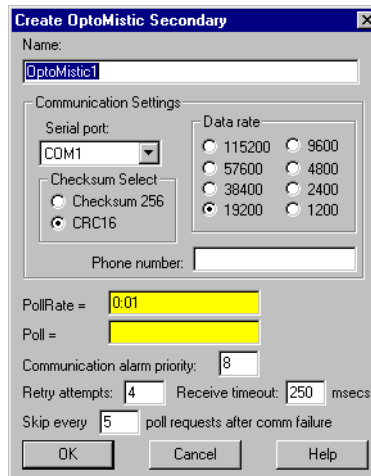 Create OptoMistic Secondary
Name:
OptoMistic1
Communication Settings
Serial port:
COM1
Checksum Select
Checksum 256
CRC16
Data rate
115200 9600
57600 4800
38400 2400
19200 1200
Phone number:
PollRate = 0:01
Poll =
Communication alarm priority: 8
Retry attempts: 4 Receive timeout: 250 msecs
Skip every 5 poll requests after comm failure
OK Cancel Help